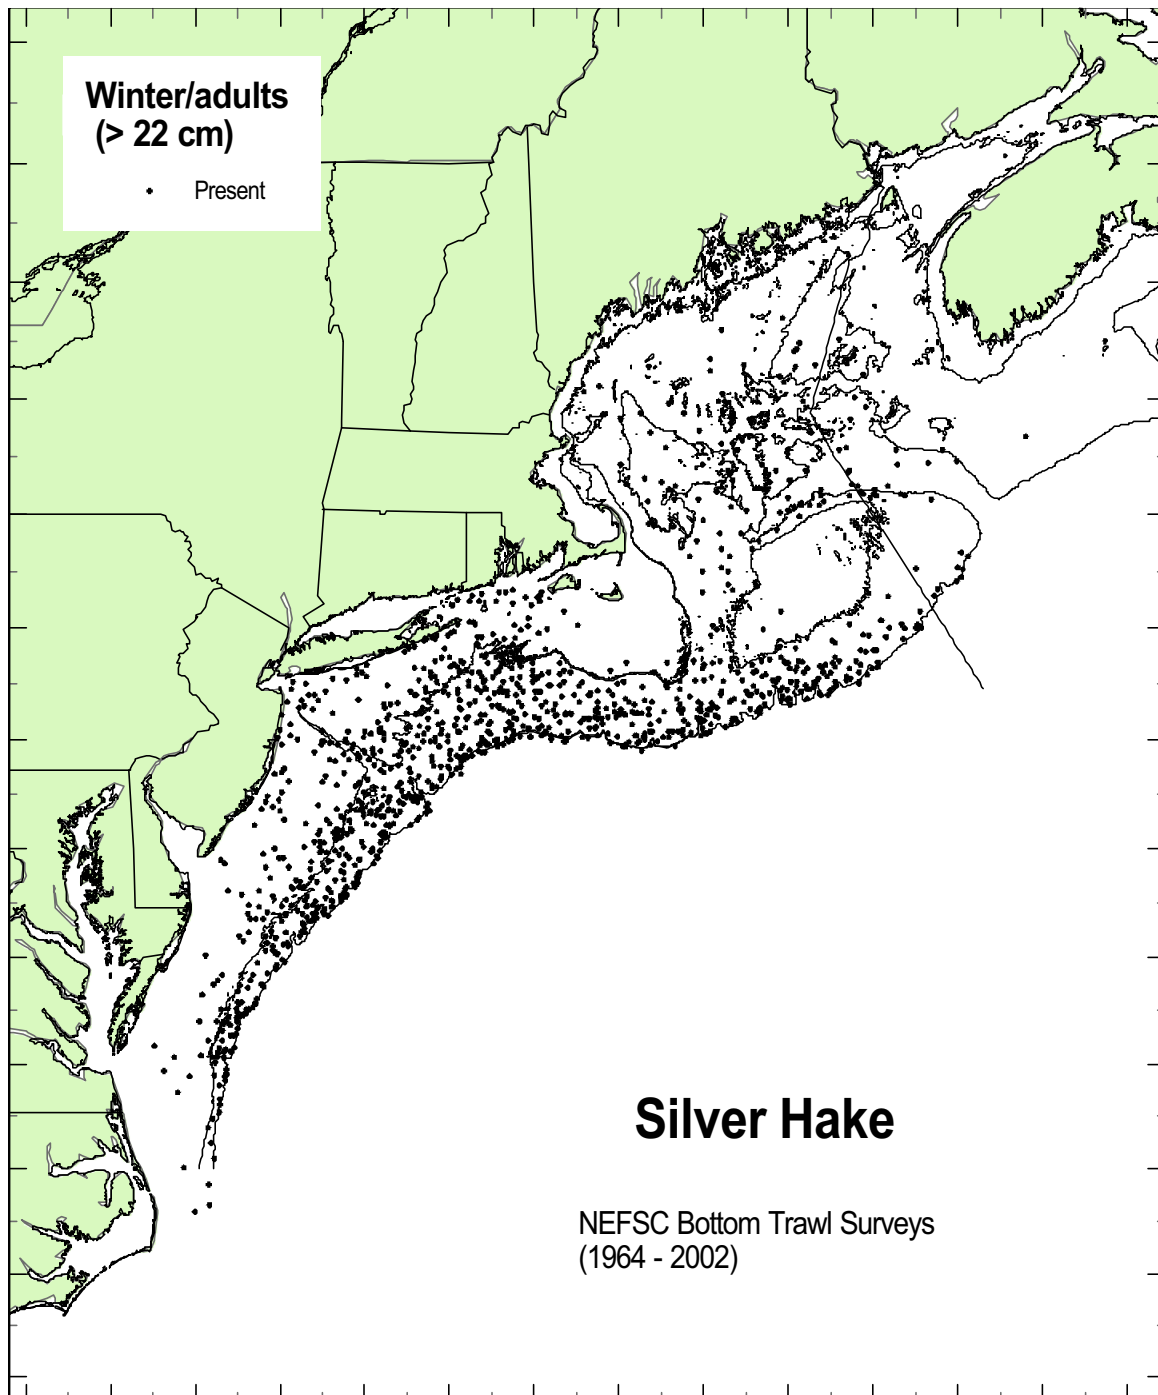 Winter/adults
(> 22 cm)
Present
Silver Hake
NEFSC Bottom Trawl Surveys
(1964 - 2002)